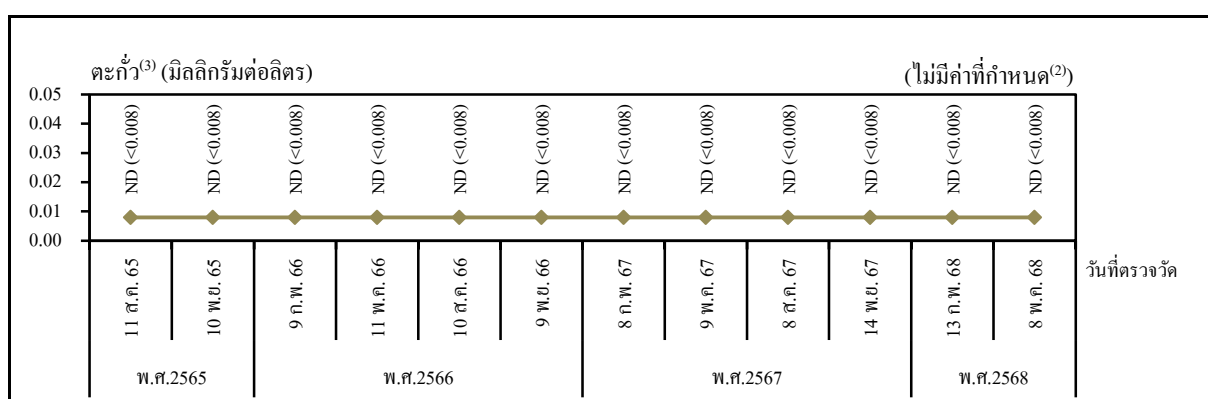 ตะกั่ว(3) (มิลลิกรัมต่อลิตร) (ไม่มีค่าที่กำหนด(2))
0.05
0.04
0.03
0.02
0.01
0.00
ND (<0.008)
ND (<0.008)
ND (<0.008)
ND (<0.008)
ND (<0.008)
ND (<0.008)
ND (<0.008)
ND (<0.008)
ND (<0.008)
ND (<0.008)
ND (<0.008)
ND (<0.008)
11 ส.ค. 65
10 พ.ย. 65
9 ก.พ. 66
11 พ.ค. 66
10 ส.ค. 66
9 พ.ย. 66
8 ก.พ. 67
9 พ.ค. 67
8 ส.ค. 67
14 พ.ย. 67
13 ก.พ. 68
8 พ.ค. 68
วันที่ตรวจวัด
พ.ศ.2565 พ.ศ.2566 พ.ศ.2567 พ.ศ.2568